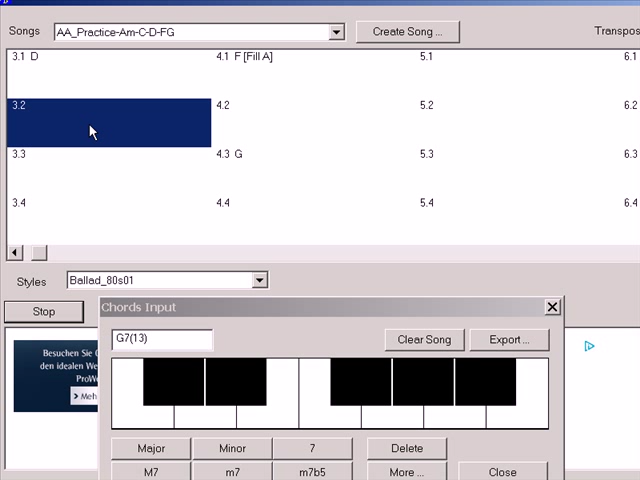 Songs AA_Practice-Am-C-D-FG Create Song ... Transpos
3.1 D 4.1 F [Fill A] 5.1 6.1
3.2 4.2 5.2 6.2
3.3 4.3 G 5.3 6.3
3.4 4.4 5.4 6.4
Styles Ballad_80s01
Stop
Chords Input
G7(13) Clear Song Export ...
Besuchen Sie
den idealen We
ProW
> Meh
Major Minor 7 Delete
M7 m7 m7b5 More ... Close